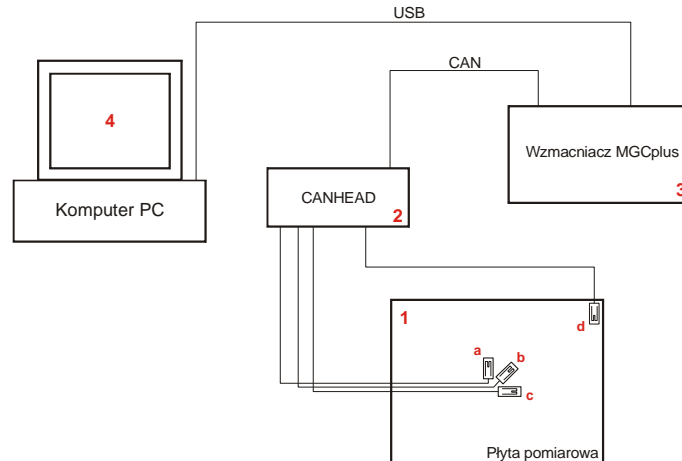 USB
CAN
4
Wzmacniacz MGCplus
3
CANHEAD
2
Komputer PC
1
d
a
b
c
Płyta pomiarowa